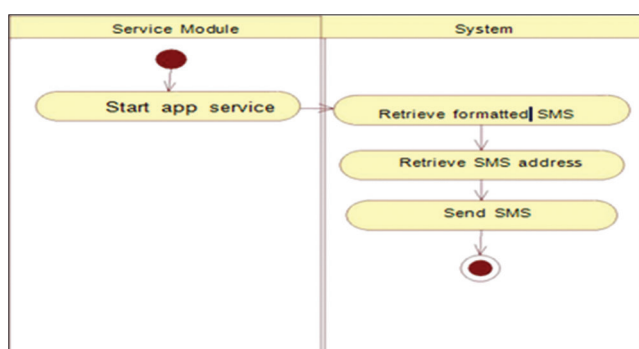 Service Module
System
Start app service
Retrieve formatted SMS
Retrieve SMS address
Send SMS